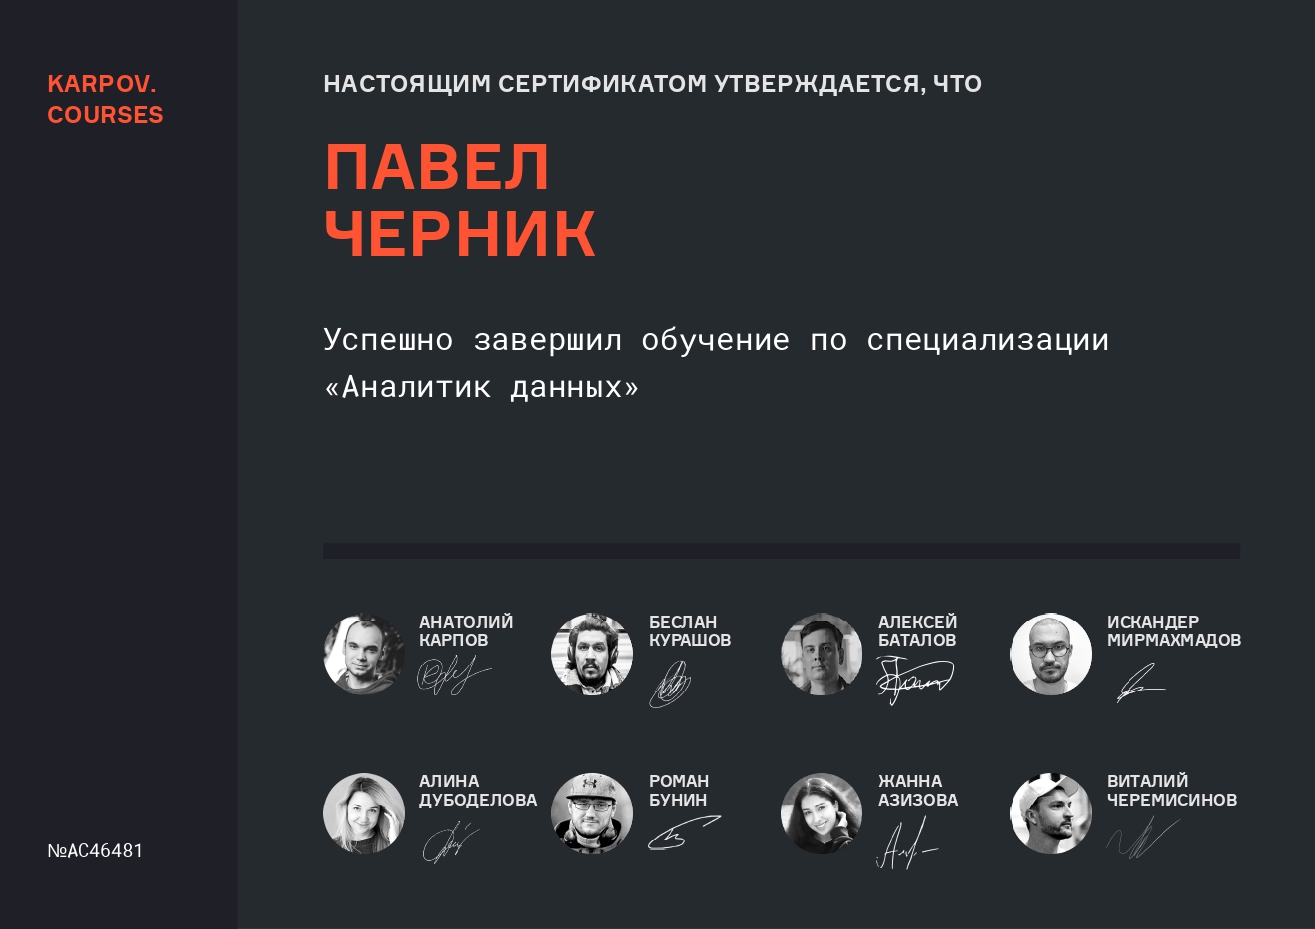 KARPOV.
COURSES
НАСТОЯЩИМ СЕРТИФИКАТОМ УТВЕРЖДАЕТСЯ, ЧТО
ПАВЕЛ
ЧЕРНИК
Успешно завершил обучение по специализации
«Аналитик данных»
АНАТОЛИЙ
КАРПОВ
БЕСЛАН
КУРАШОВ
АЛЕКСЕЙ
БАТАЛОВ
ИСКАНДЕР
МИРМАХМАДОВ
АЛИНА
ДУБОДЕЛОВА
РОМАН
БУНИН
ЖАННА
АЗИЗОВА
ВИТАЛИЙ
ЧЕРЕМИСИНОВ
№AC46481